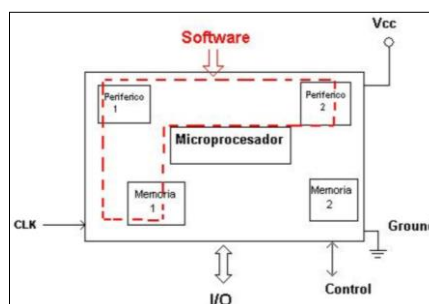 Software
Vcc
Periferico
1
Periferico
2
Microprocesador
Memoria
1
Memoria
2
CLK
Ground
I/O
Control